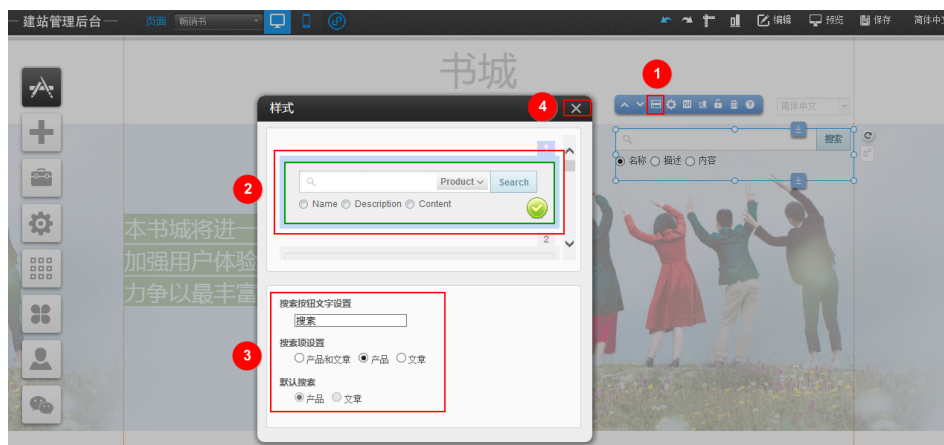 建站管理后台
页面 畅销书 编辑 预览 保存 简体中文
书城
1
样式 4
简体中文
1
搜索
名称 描述 内容
2
Product Search
Name Description Content
2
本书城将进一
加强用户体验
力争以最丰富
搜索按钮文字设置
搜索
搜索项设置
3
产品和文章 产品 文章
默认搜索
产品 文章